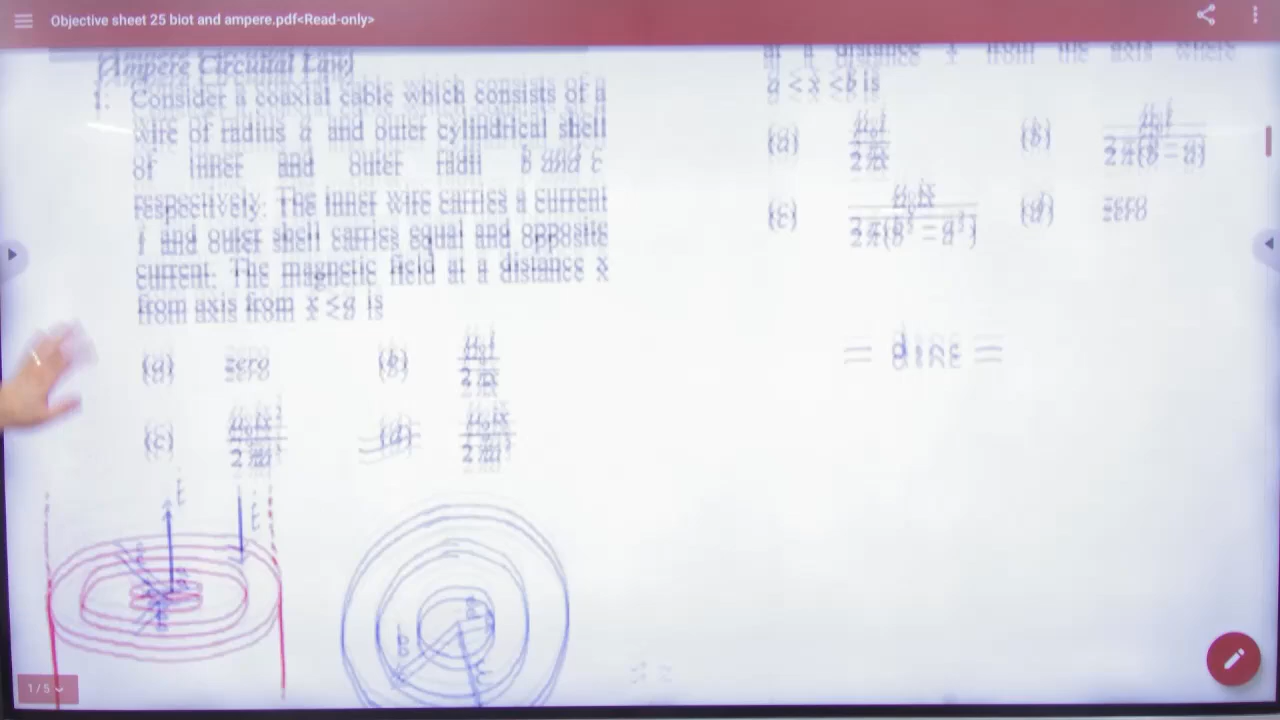 Objective sheet 25 biot and ampere.pdf<Read-only>
(Ampere Circuital Law)
1. Consider a coaxial cable which consists of a
wire of radius a and outer cylindrical shell
of inner and outer radii b and c
respectively. The inner wire carries a current
i and outer shell carries equal and opposite
current. The magnetic field at a distance x
from axis from x < a is
(a) zero (b) μ₀i / 2πx
(c) μ₀ix² / 2πa² (d) μ₀ix / 2πa²
i
i
b
c
at a distance x from the axis where
a < x < b is
(a) μ₀i / 2πx (b) μ₀i / 2π(b – a)
(c) μ₀ix / 2π(b² – a²) (d) zero
1 / 5